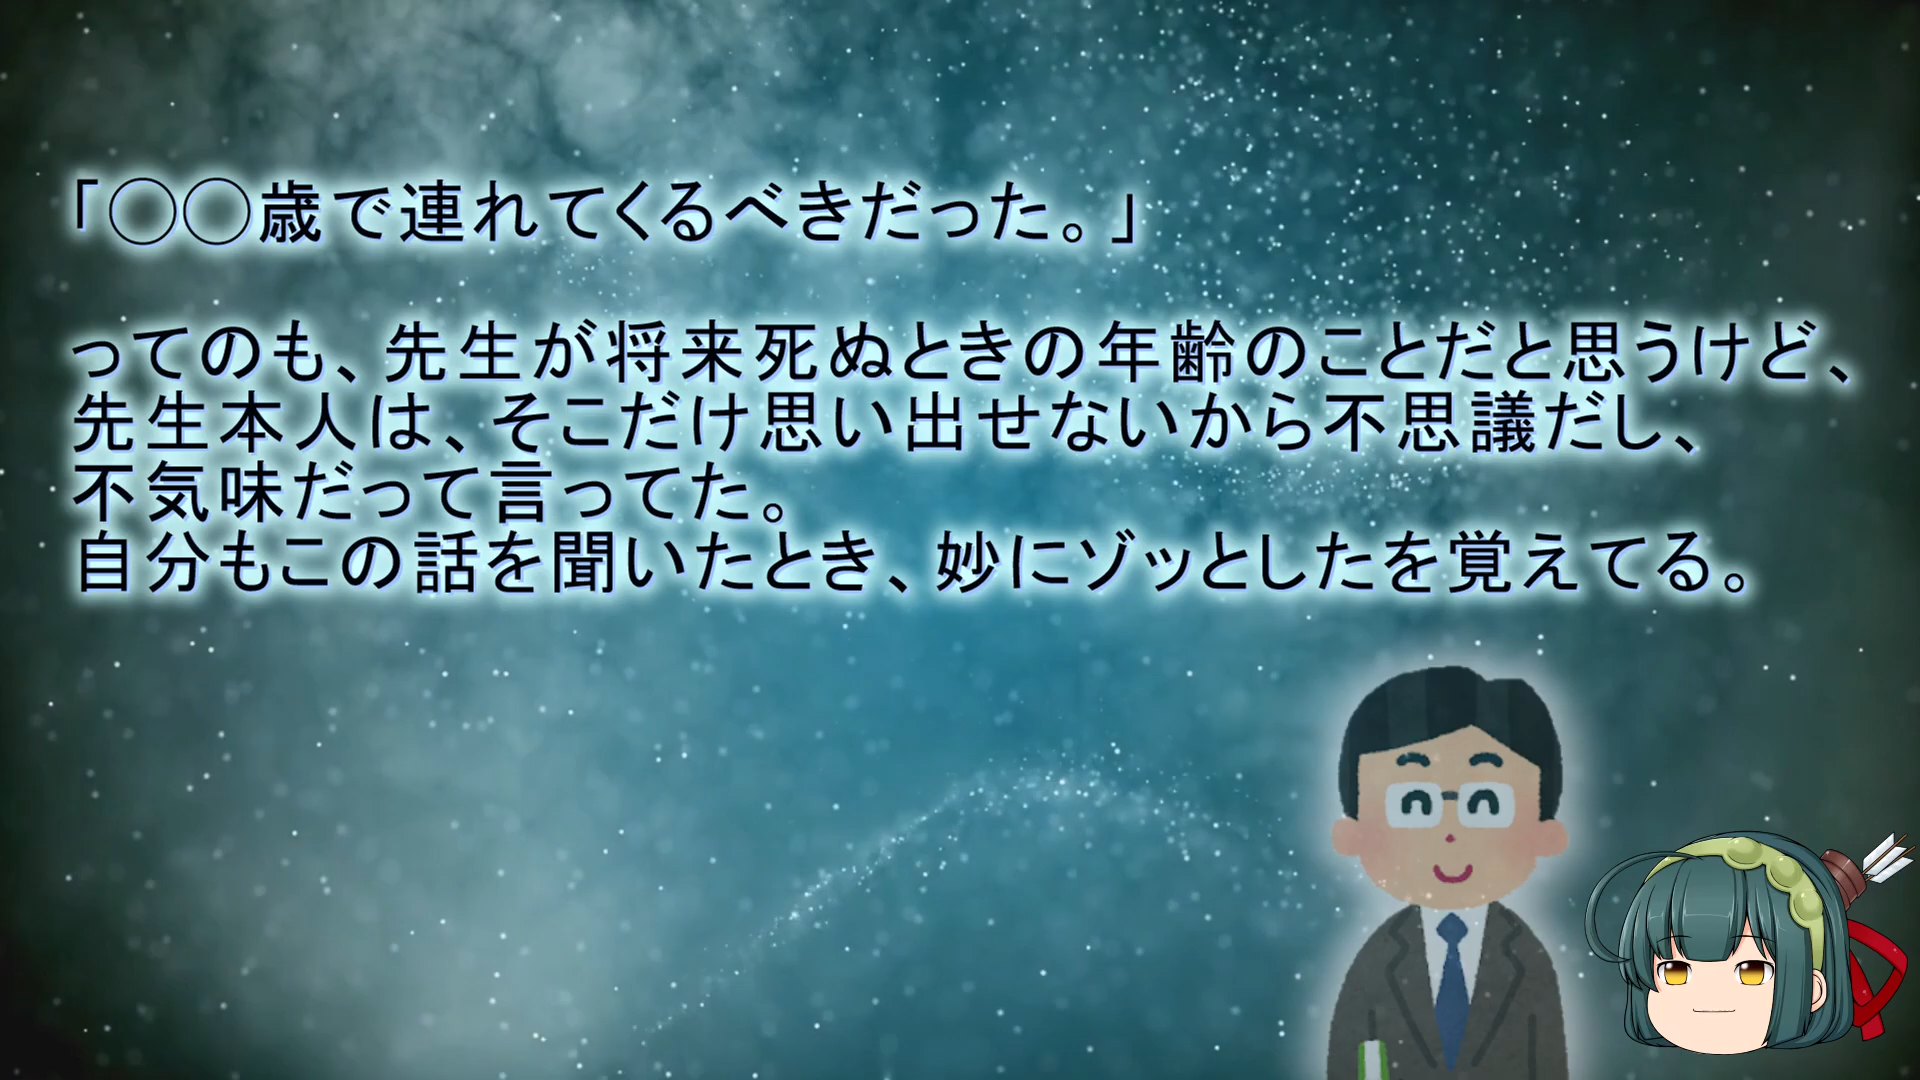 「◯◯歳で連れてくるべきだった。」
ってのも、先生が将来死ぬときの年齢のことだと思うけど、
先生本人は、そこだけ思い出せないから不思議だし、
不気味だって言ってた。
自分もこの話を聞いたとき、妙にゾッとしたを覚えてる。